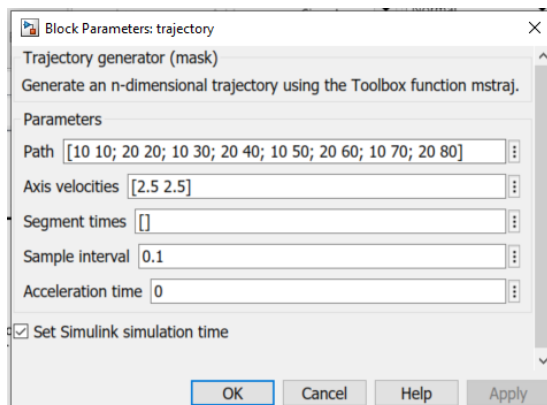 Block Parameters: trajectory
Trajectory generator (mask)
Generate an n-dimensional trajectory using the Toolbox function mstraj.
Parameters
Path [10 10; 20 20; 10 30; 20 40; 10 50; 20 60; 10 70; 20 80]
Axis velocities [2.5 2.5]
Segment times []
Sample interval 0.1
Acceleration time 0
Set Simulink simulation time
OK Cancel Help Apply